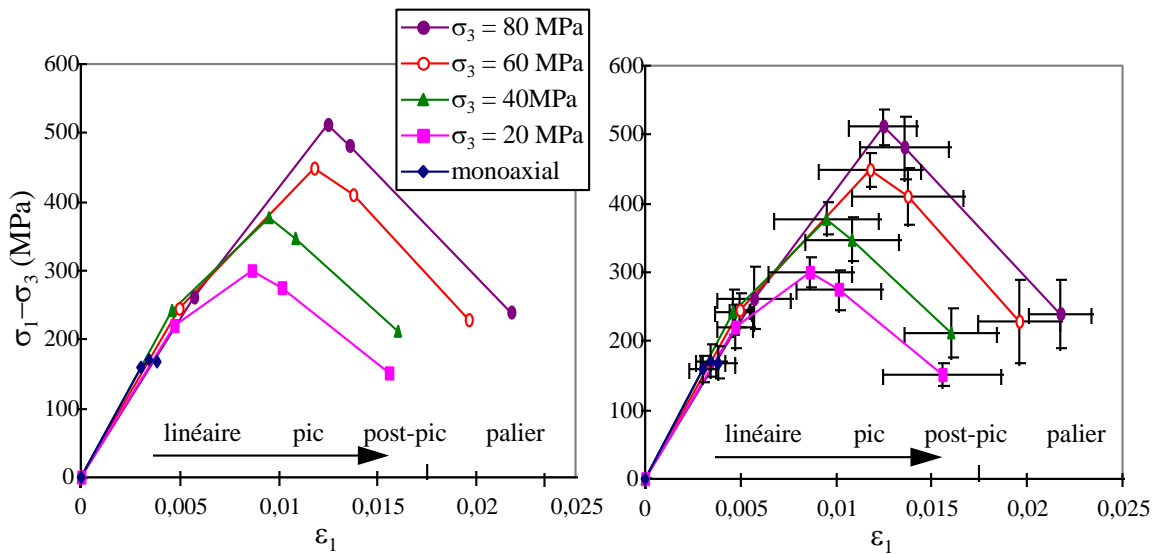 σ3 = 80 MPa
σ3 = 60 MPa
σ3 = 40MPa
σ3 = 20 MPa
monoaxial
600
500
400
300
200
100
0
σ1–σ3 (MPa)
linéaire pic post-pic palier
0 0,005 0,01 0,015 0,02 0,025
ε1
600
500
400
300
200
100
0
linéaire pic post-pic palier
0 0,005 0,01 0,015 0,02 0,025
ε1